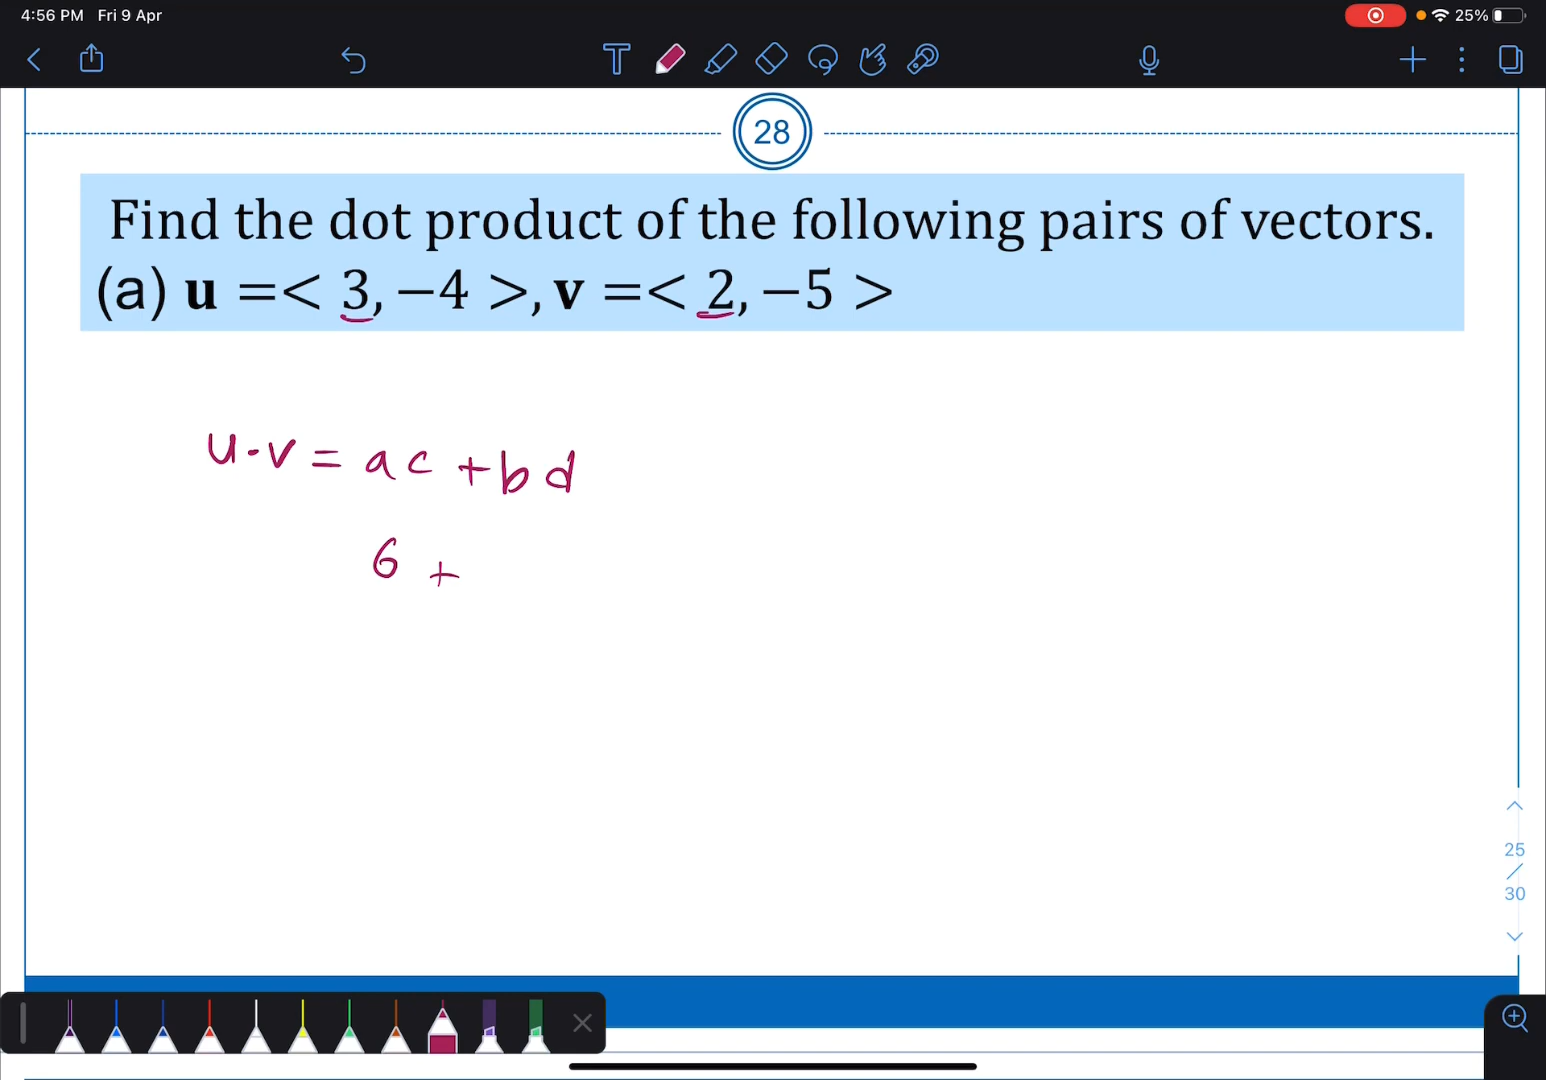 4:56 PM Fri 9 Apr
25%
28
Find the dot product of the following pairs of vectors.
(a) u =< 3, −4 >, v =< 2, −5 >
u·v = ac + bd
6 +
25
/
30